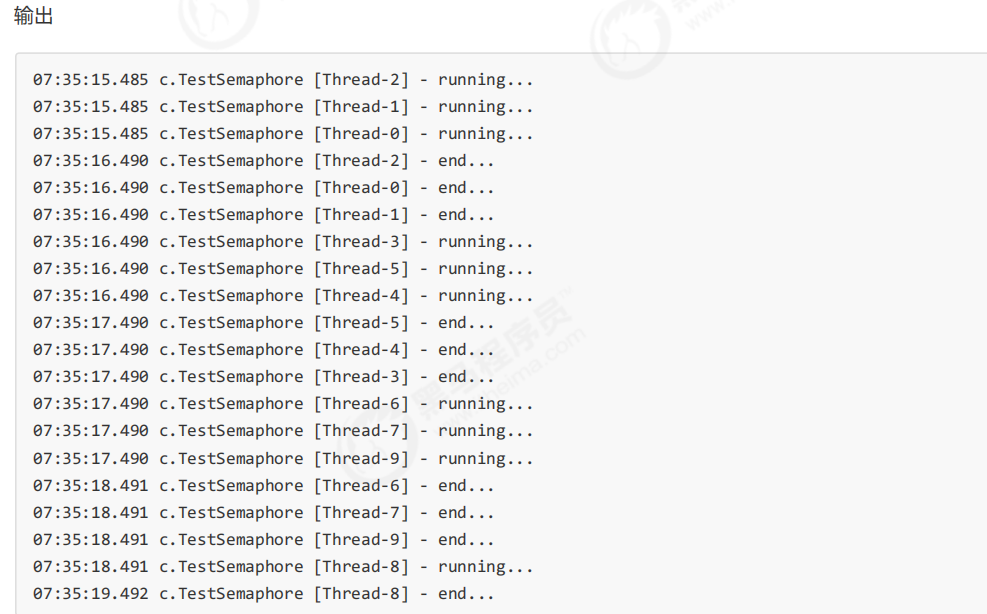 输出
07:35:15.485 c.TestSemaphore [Thread-2] - running...
07:35:15.485 c.TestSemaphore [Thread-1] - running...
07:35:15.485 c.TestSemaphore [Thread-0] - running...
07:35:16.490 c.TestSemaphore [Thread-2] - end...
07:35:16.490 c.TestSemaphore [Thread-0] - end...
07:35:16.490 c.TestSemaphore [Thread-1] - end...
07:35:16.490 c.TestSemaphore [Thread-3] - running...
07:35:16.490 c.TestSemaphore [Thread-5] - running...
07:35:16.490 c.TestSemaphore [Thread-4] - running...
07:35:17.490 c.TestSemaphore [Thread-5] - end...
07:35:17.490 c.TestSemaphore [Thread-4] - end...
07:35:17.490 c.TestSemaphore [Thread-3] - end...
07:35:17.490 c.TestSemaphore [Thread-6] - running...
07:35:17.490 c.TestSemaphore [Thread-7] - running...
07:35:17.490 c.TestSemaphore [Thread-9] - running...
07:35:18.491 c.TestSemaphore [Thread-6] - end...
07:35:18.491 c.TestSemaphore [Thread-7] - end...
07:35:18.491 c.TestSemaphore [Thread-9] - end...
07:35:18.491 c.TestSemaphore [Thread-8] - running...
07:35:19.492 c.TestSemaphore [Thread-8] - end...